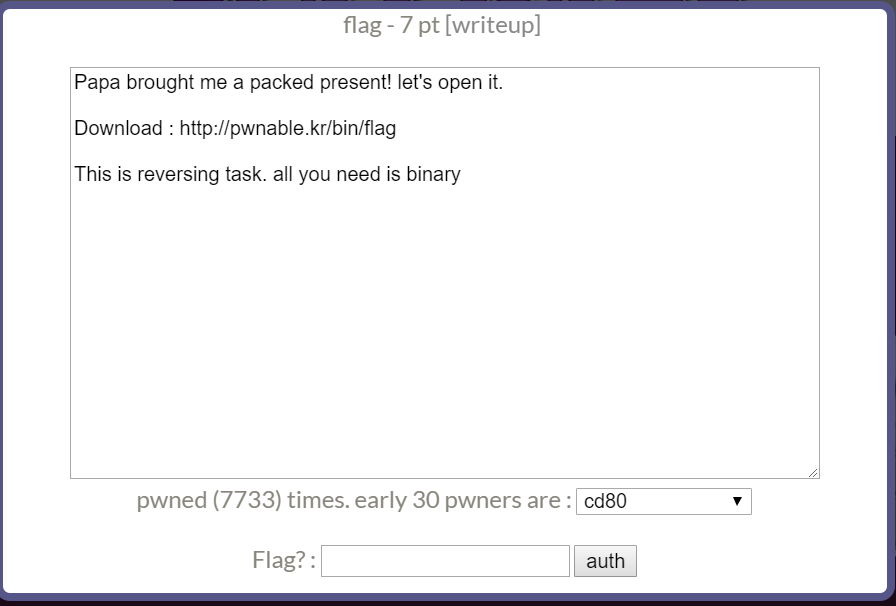 flag - 7 pt [writeup]
Papa brought me a packed present! let's open it.
Download : http://pwnable.kr/bin/flag
This is reversing task. all you need is binary
pwned (7733) times. early 30 pwners are : cd80
Flag? : auth